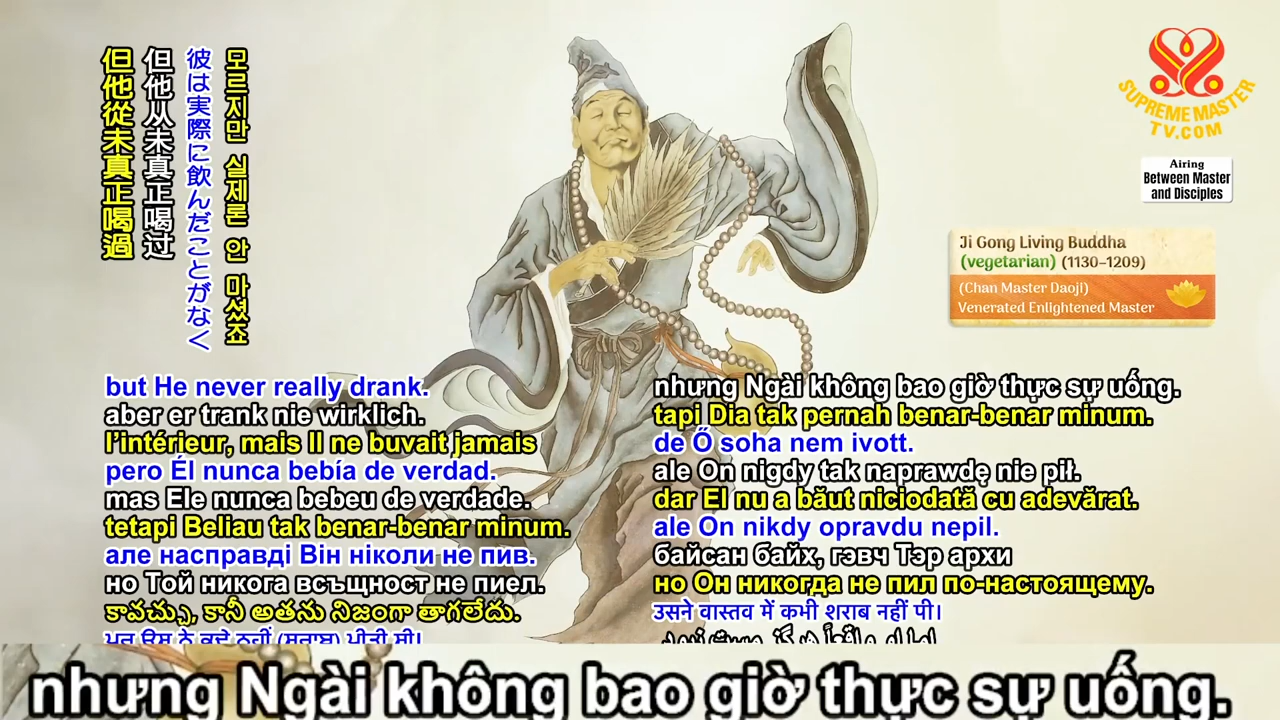 모르지만 실제론 안 마셨죠
彼は実際に飲んだことがなく
但他从未真正喝过
但他從未真正喝過
SUPREME MASTER
TV.COM
Airing
Between Master
and Disciples
Ji Gong Living Buddha
(vegetarian) (1130–1209)
(Chan Master Daoji)
Venerated Enlightened Master
but He never really drank.
aber er trank nie wirklich.
l’intérieur, mais Il ne buvait jamais
pero Él nunca bebía de verdad.
mas Ele nunca bebeu de verdade.
tetapi Beliau tak benar-benar minum.
але насправді Він ніколи не пив.
но Той никога всъщност не пиел.
కావచ్చు, కానీ అతను నిజంగా తాగలేదు.
nhưng Ngài không bao giờ thực sự uống.
tapi Dia tak pernah benar-benar minum.
de Ő soha nem ivott.
ale On nigdy tak naprawdę nie pił.
dar El nu a băut niciodată cu adevărat.
ale On nikdy opravdu nepil.
байсан байх, гэвч Тэр архи
но Он никогда не пил по-настоящему.
उसने वास्तव में कभी शराब नहीं पी।
nhưng Ngài không bao giờ thực sự uống.